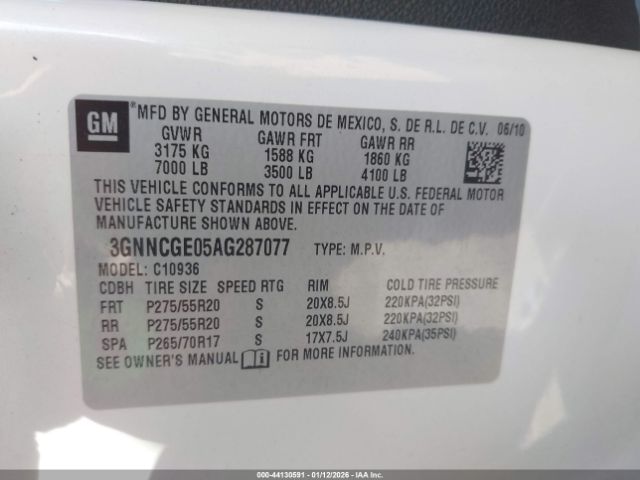 GM
® MFD BY GENERAL MOTORS DE MEXICO, S. DE R.L. DE C.V. 06/10
GVWR GAWR FRT GAWR RR
3175 KG 1588 KG 1860 KG
7000 LB 3500 LB 4100 LB
THIS VEHICLE CONFORMS TO ALL APPLICABLE U.S. FEDERAL MOTOR
VEHICLE SAFETY STANDARDS IN EFFECT ON THE DATE OF
MANUFACTURE SHOWN ABOVE.
3GNNCGE05AG287077 TYPE: M.P.V.
MODEL: C10936
CDBH TIRE SIZE SPEED RTG RIM COLD TIRE PRESSURE
FRT P275/55R20 S 20X8.5J 220KPA(32PSI)
RR P275/55R20 S 20X8.5J 220KPA(32PSI)
SPA P265/70R17 S 17X7.5J 240KPA(35PSI)
SEE OWNER'S MANUAL FOR MORE INFORMATION.
000-44130591 - 01/12/2026 - IAAI.COM